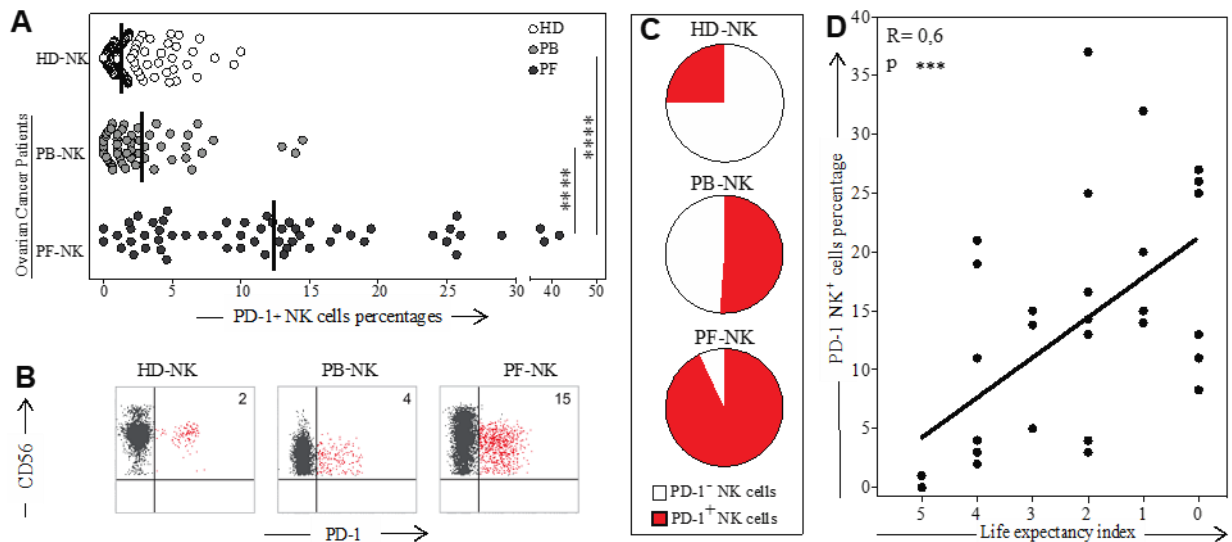 A
HD
PB
PF
HD-NK
Ovarian Cancer Patients
PB-NK
PF-NK
****
****
0 5 10 15 20 25 30 40 50
PD-1+ NK cells percentages
B
HD-NK PB-NK PF-NK
2 4 15
CD56
PD-1
C
HD-NK
PB-NK
PF-NK
PD-1⁻ NK cells
PD-1⁺ NK cells
D
R= 0,6
p ***
PD-1 NK⁺ cells percentage
40
35
30
25
20
15
10
5
0
5 4 3 2 1 0
Life expectancy index